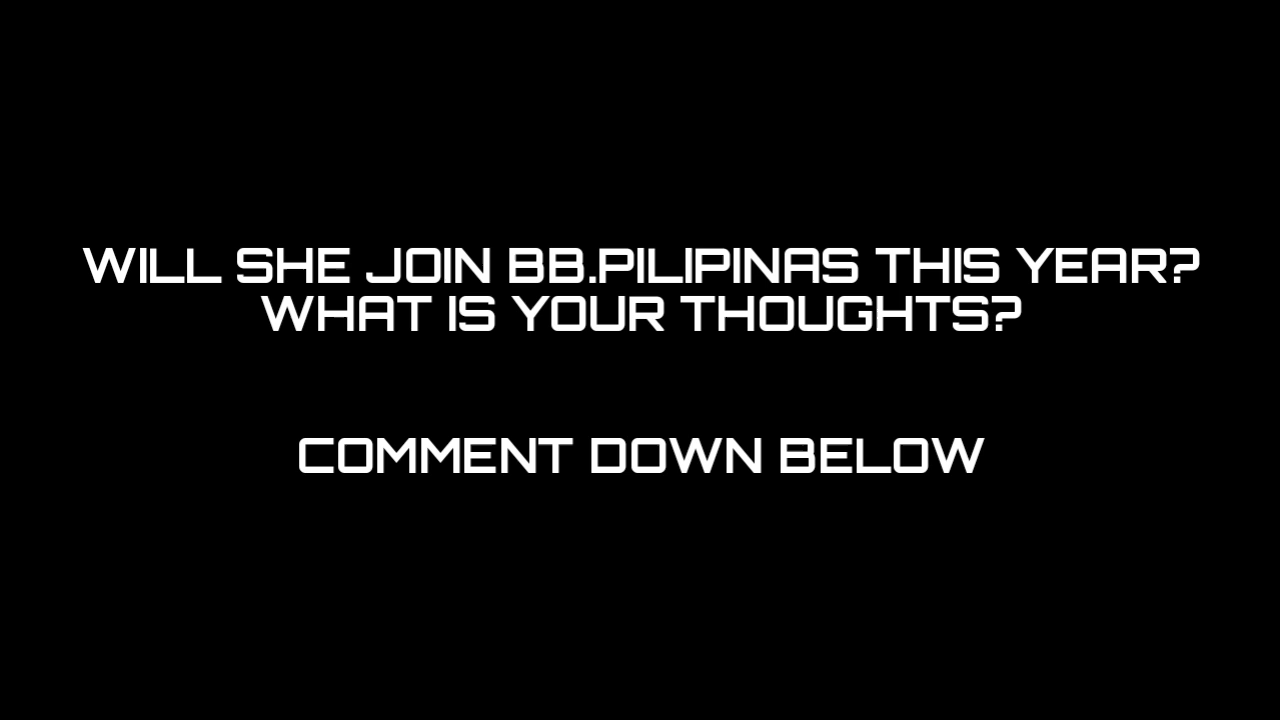 WILL SHE JOIN BB.PILIPINAS THIS YEAR?
WHAT IS YOUR THOUGHTS?
COMMENT DOWN BELOW